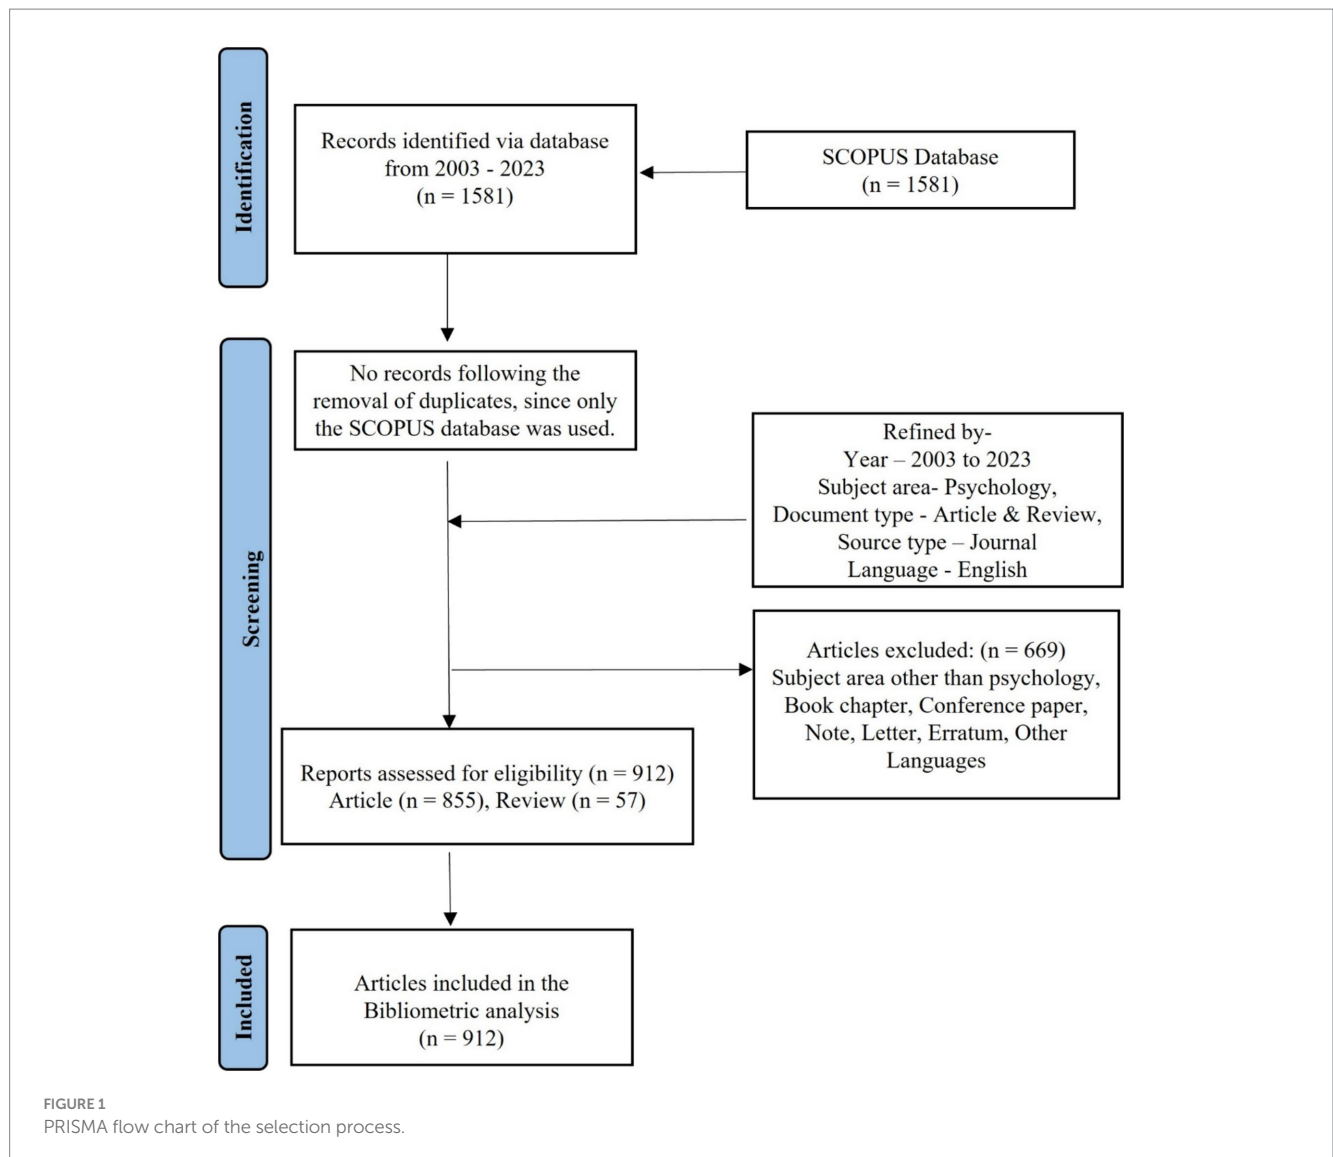 Identification
Records identified via database
from 2003 - 2023
(n = 1581)
SCOPUS Database
(n = 1581)
Screening
No records following the
removal of duplicates, since only
the SCOPUS database was used.
Refined by-
Year – 2003 to 2023
Subject area- Psychology,
Document type - Article & Review,
Source type – Journal
Language - English
Articles excluded: (n = 669)
Subject area other than psychology,
Book chapter, Conference paper,
Note, Letter, Erratum, Other
Languages
Reports assessed for eligibility (n = 912)
Article (n = 855), Review (n = 57)
Included
Articles included in the
Bibliometric analysis
(n = 912)
FIGURE 1
PRISMA flow chart of the selection process.